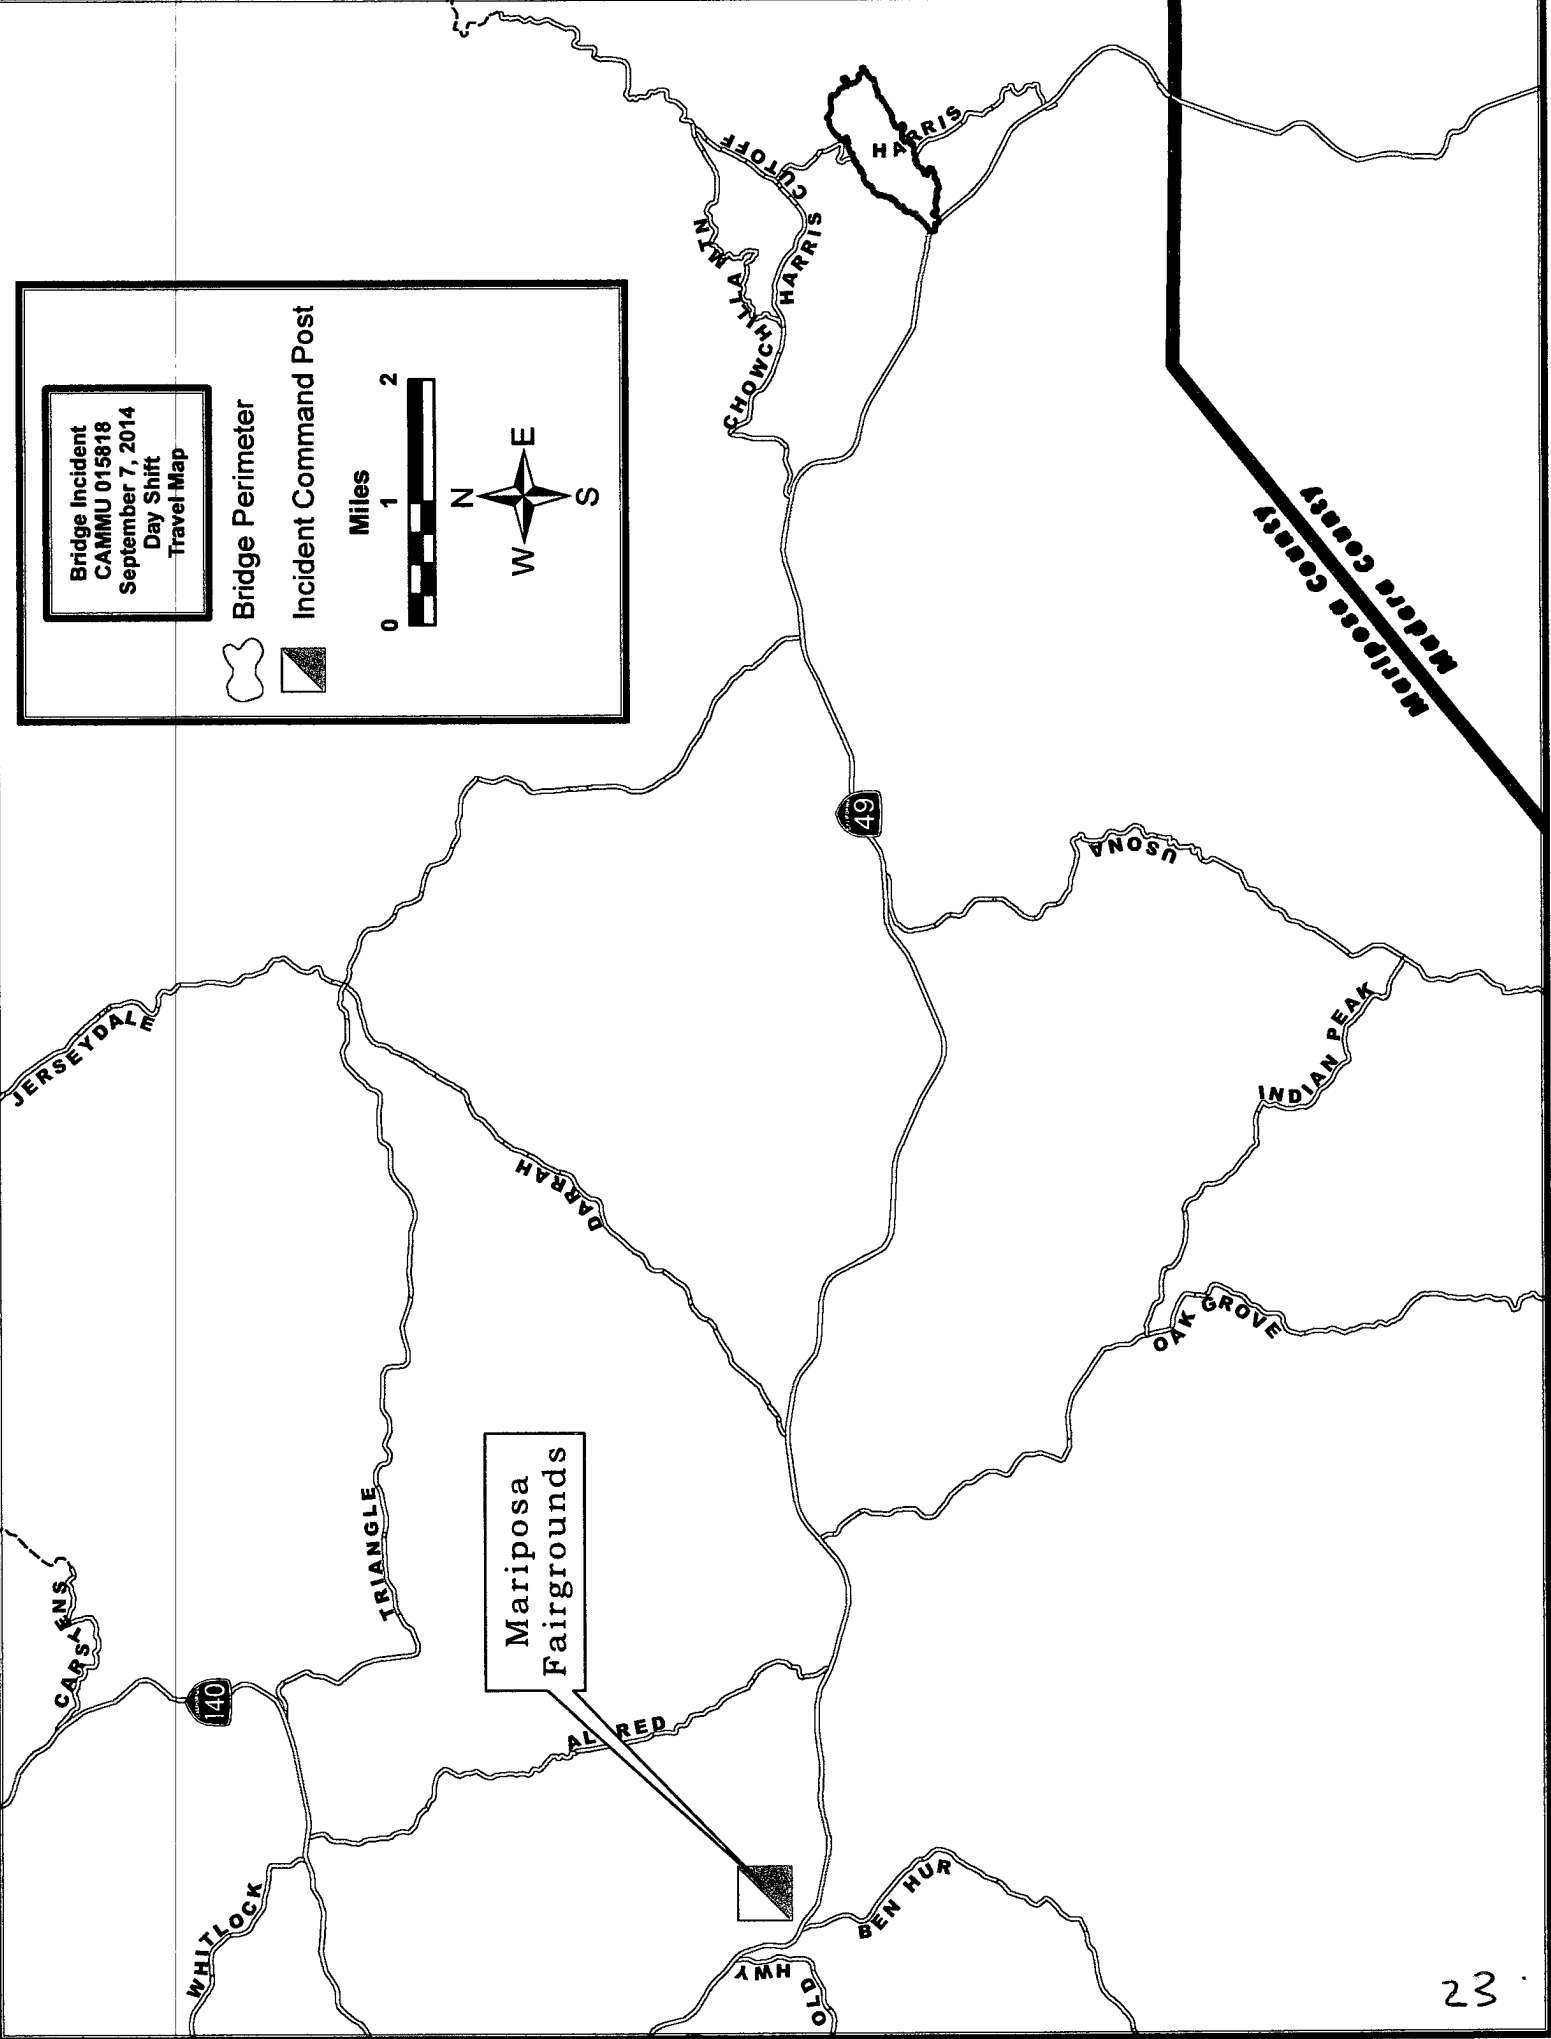 Bridge Incident
CAMMU 015818
September 7, 2014
Day Shift
Travel Map
Bridge Perimeter
Incident Command Post
Miles
0 1 2
N
W E
S
JERSEYDALE
CARSTENS
140
WHITLOCK
TRIANGLE
DARRAH
ALLRED
Mariposa
Fairgrounds
CHOWCHILLA MTN
HARRIS CUTOFF
HARRIS
49
USONA
INDIAN PEAK
OAK GROVE
BEN HUR
OLD HWY
Mariposa County
Madera County
23